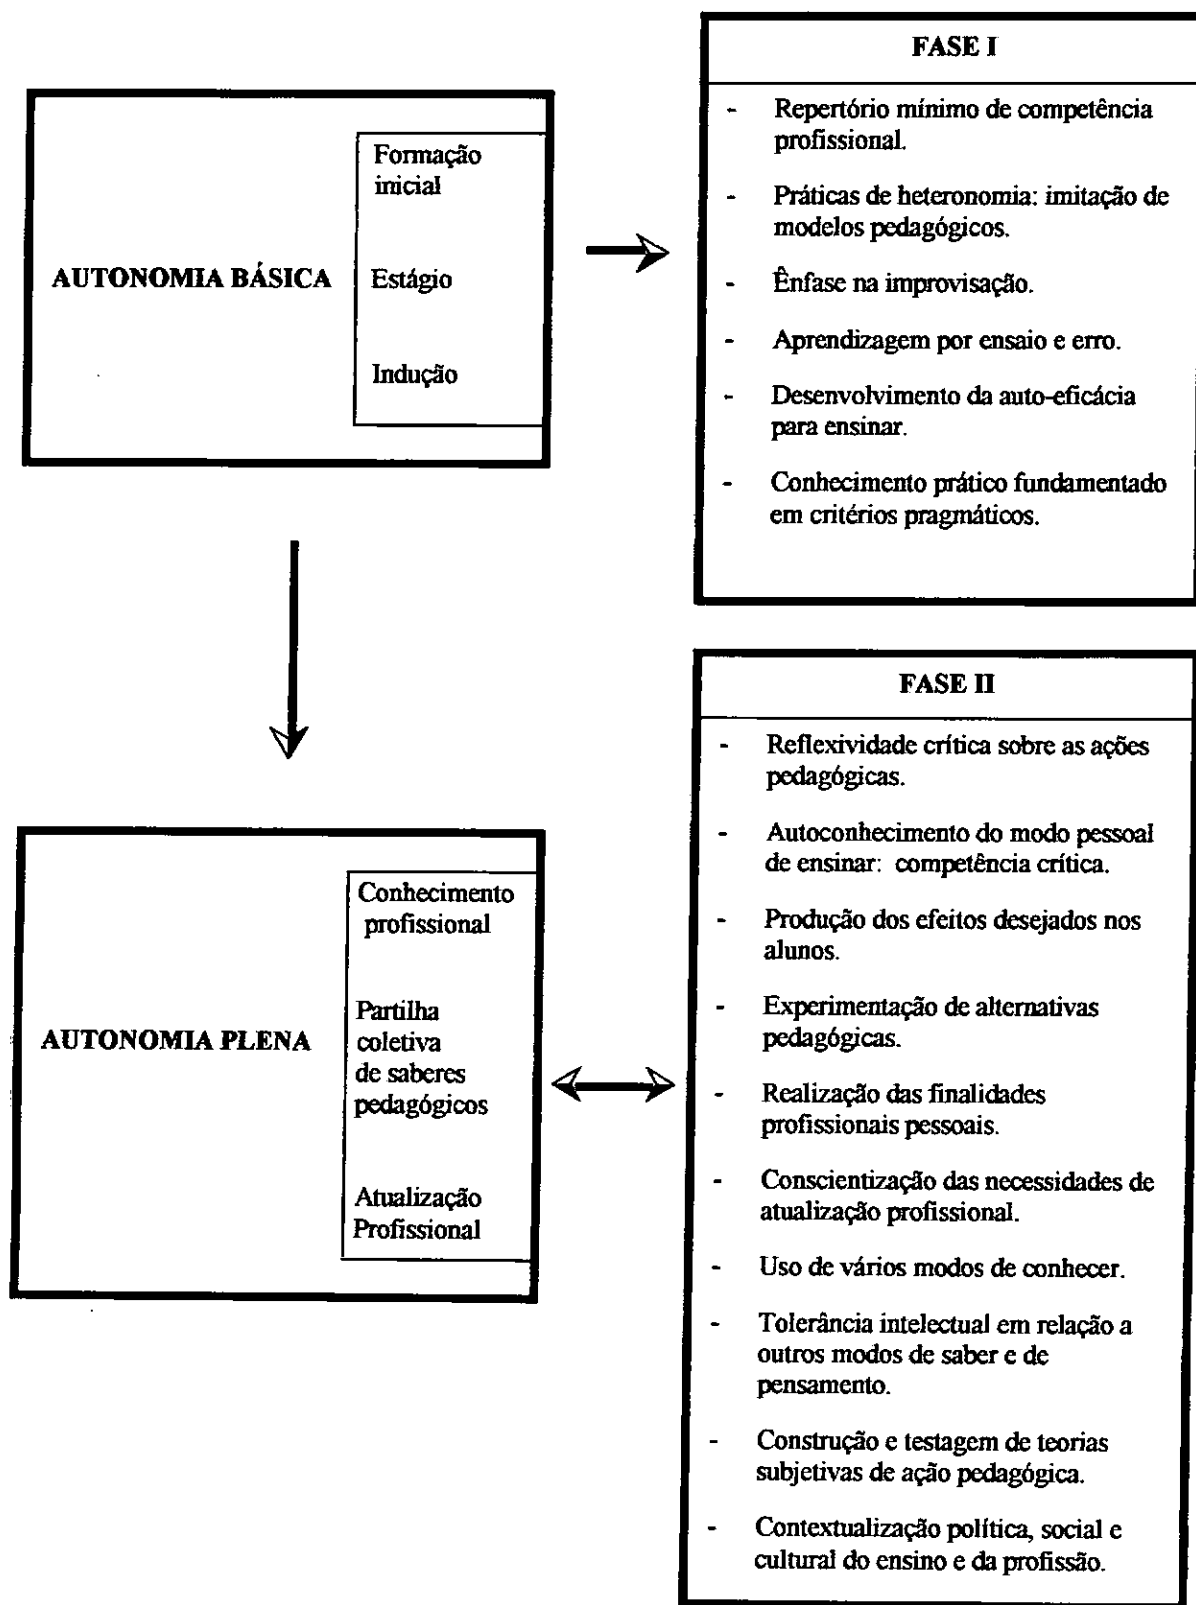 FASE I
- Repertório mínimo de competência
profissional.
- Práticas de heteronomia: imitação de
modelos pedagógicos.
- Ênfase na improvisação.
- Aprendizagem por ensaio e erro.
- Desenvolvimento da auto-eficácia
para ensinar.
- Conhecimento prático fundamentado
em critérios pragmáticos.
AUTONOMIA BÁSICA
Formação
inicial
Estágio
Indução
FASE II
- Reflexividade crítica sobre as ações
pedagógicas.
- Autoconhecimento do modo pessoal
de ensinar: competência crítica.
- Produção dos efeitos desejados nos
alunos.
- Experimentação de alternativas
pedagógicas.
- Realização das finalidades
profissionais pessoais.
- Conscientização das necessidades de
atualização profissional.
- Uso de vários modos de conhecer.
- Tolerância intelectual em relação a
outros modos de saber e de
pensamento.
- Construção e testagem de teorias
subjetivas de ação pedagógica.
- Contextualização política, social e
cultural do ensino e da profissão.
AUTONOMIA PLENA
Conhecimento
profissional
Partilha
coletiva
de saberes
pedagógicos
Atualização
Profissional